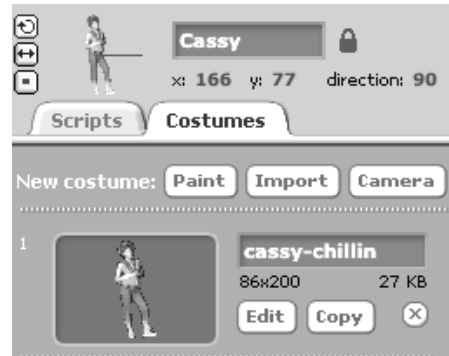 Cassy
x: 166 y: 77 direction: 90
Scripts Costumes
New costume: Paint Import Camera
1
cassy-chillin
86x200 27 KB
Edit Copy